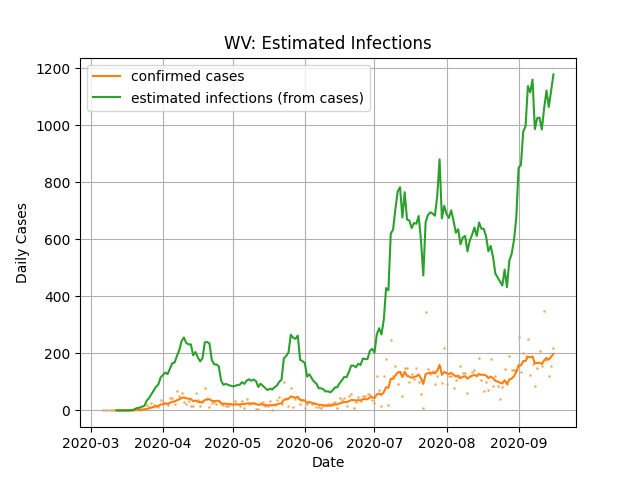 WV: Estimated Infections
confirmed cases
estimated infections (from cases)
1200
1000
800
600
400
200
0
Daily Cases
2020-03 2020-04 2020-05 2020-06 2020-07 2020-08 2020-09
Date